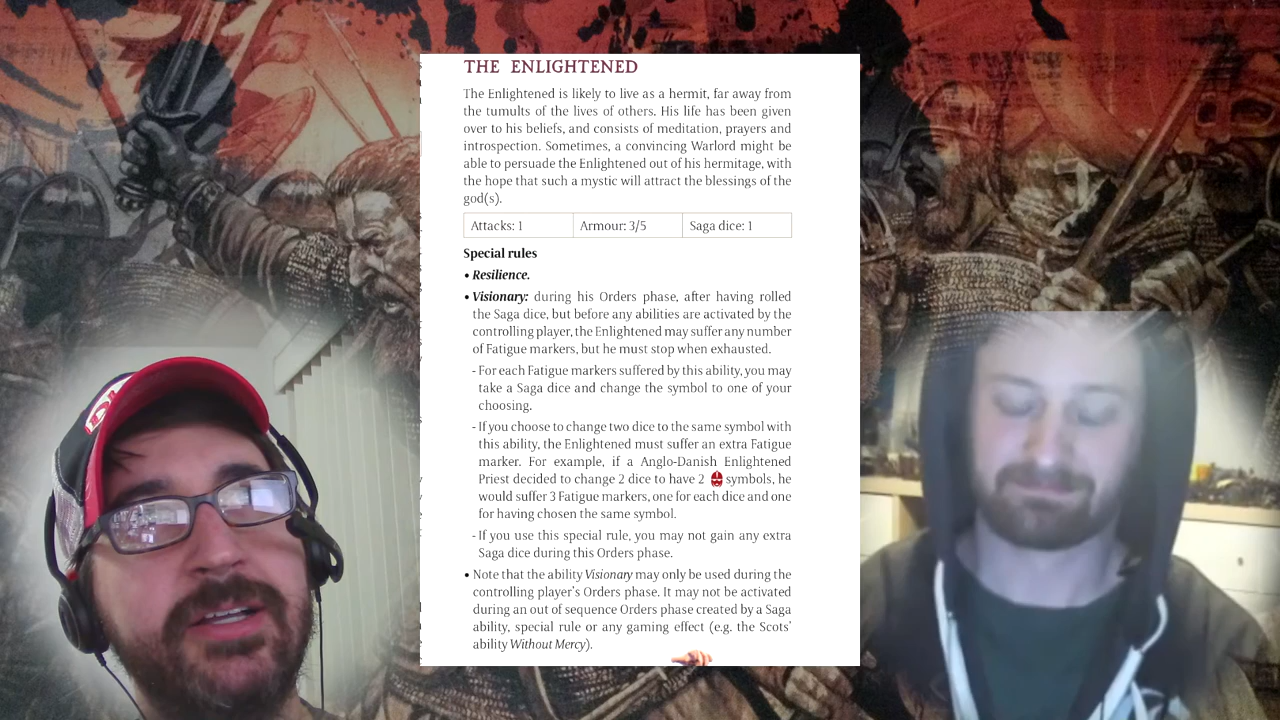 THE ENLIGHTENED
The Enlightened is likely to live as a hermit, far away from
the tumults of the lives of others. His life has been given
over to his beliefs, and consists of meditation, prayers and
introspection. Sometimes, a convincing Warlord might be
able to persuade the Enlightened out of his hermitage, with
the hope that such a mystic will attract the blessings of the
god(s).
Attacks: 1 Armour: 3/5 Saga dice: 1
Special rules
• Resilience.
• Visionary: during his Orders phase, after having rolled
the Saga dice, but before any abilities are activated by the
controlling player, the Enlightened may suffer any number
of Fatigue markers, but he must stop when exhausted.
- For each Fatigue markers suffered by this ability, you may
take a Saga dice and change the symbol to one of your
choosing.
- If you choose to change two dice to the same symbol with
this ability, the Enlightened must suffer an extra Fatigue
marker. For example, if a Anglo-Danish Enlightened
Priest decided to change 2 dice to have 2 symbols, he
would suffer 3 Fatigue markers, one for each dice and one
for having chosen the same symbol.
- If you use this special rule, you may not gain any extra
Saga dice during this Orders phase.
• Note that the ability Visionary may only be used during the
controlling player's Orders phase. It may not be activated
during an out of sequence Orders phase created by a Saga
ability, special rule or any gaming effect (e.g. the Scots'
ability Without Mercy).